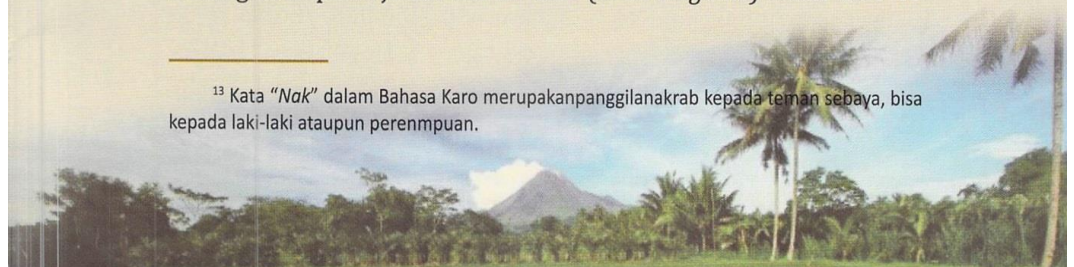 ¹³ Kata “Nak” dalam Bahasa Karo merupakanpanggilanakrab kepada teman sebaya, bisa
kepada laki-laki ataupun perenmpuan.